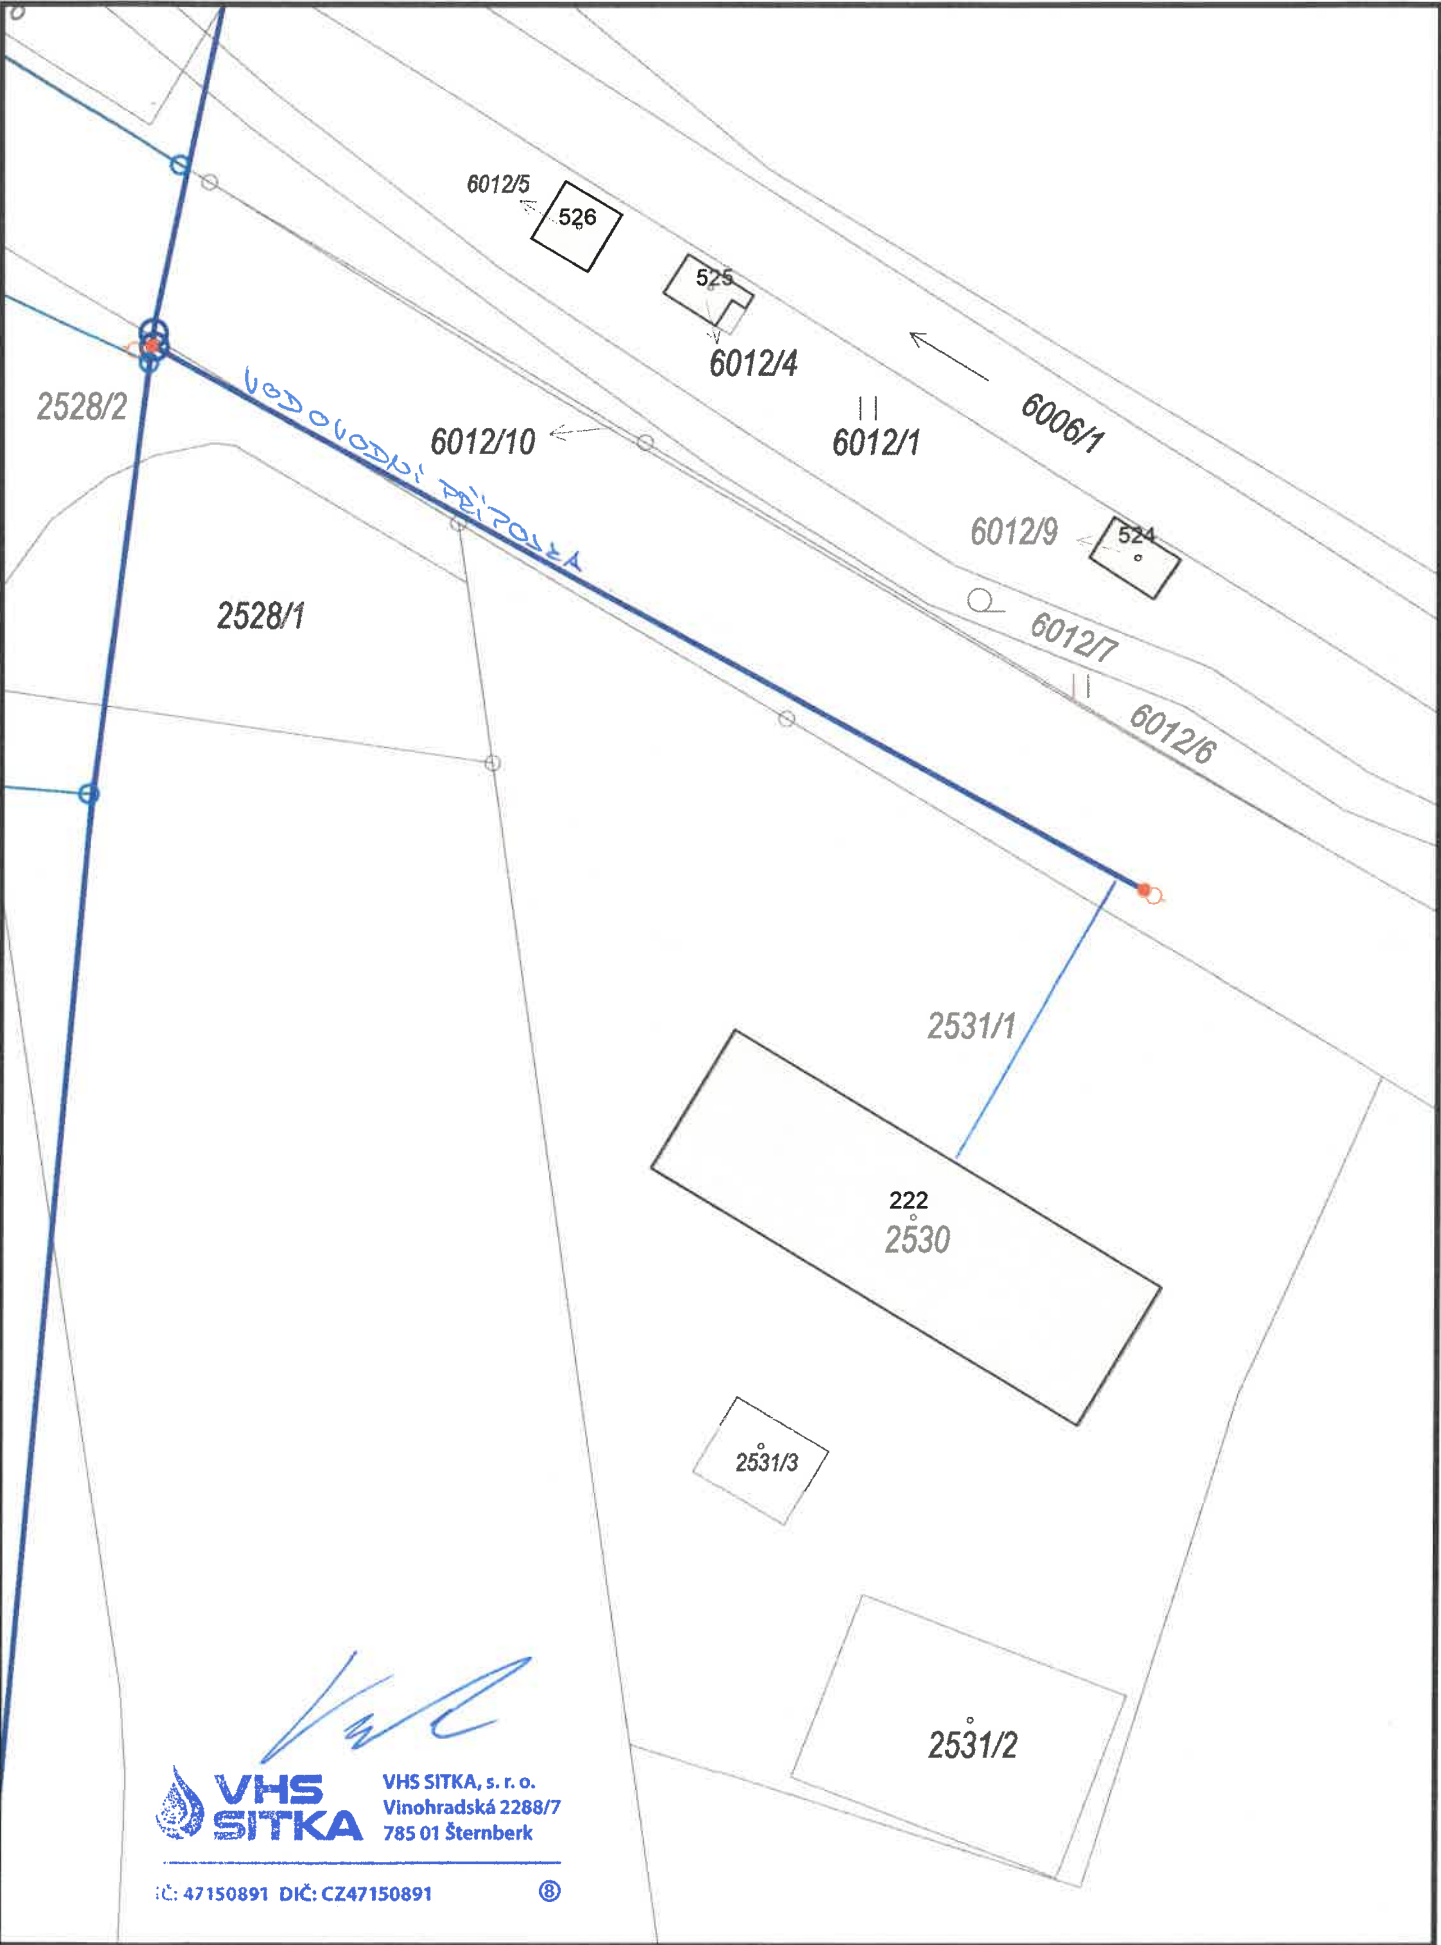 6012/5
526
525
6012/4
6006/1
6012/1
2528/2
VODOVODNÍ PŘÍPOJKA
6012/10
6012/9
524
2528/1
6012/7
6012/6
2531/1
222
2530
2531/3
2531/2
VHS
SITKA
VHS SITKA, s. r. o.
Vinohradská 2288/7
785 01 Šternberk
IČ: 47150891 DIČ: CZ47150891
⑧